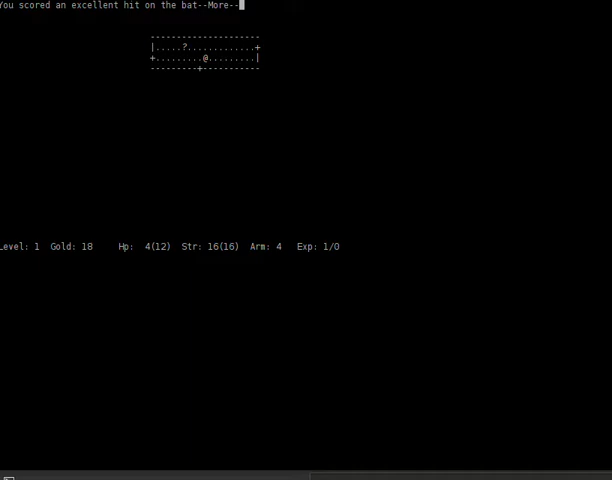 You scored an excellent hit on the bat--More--
---------------------
|.....?.............+
+.........@.........|
---------+-----------
Level: 1  Gold: 18     Hp:  4(12)  Str: 16(16)  Arm: 4   Exp: 1/0